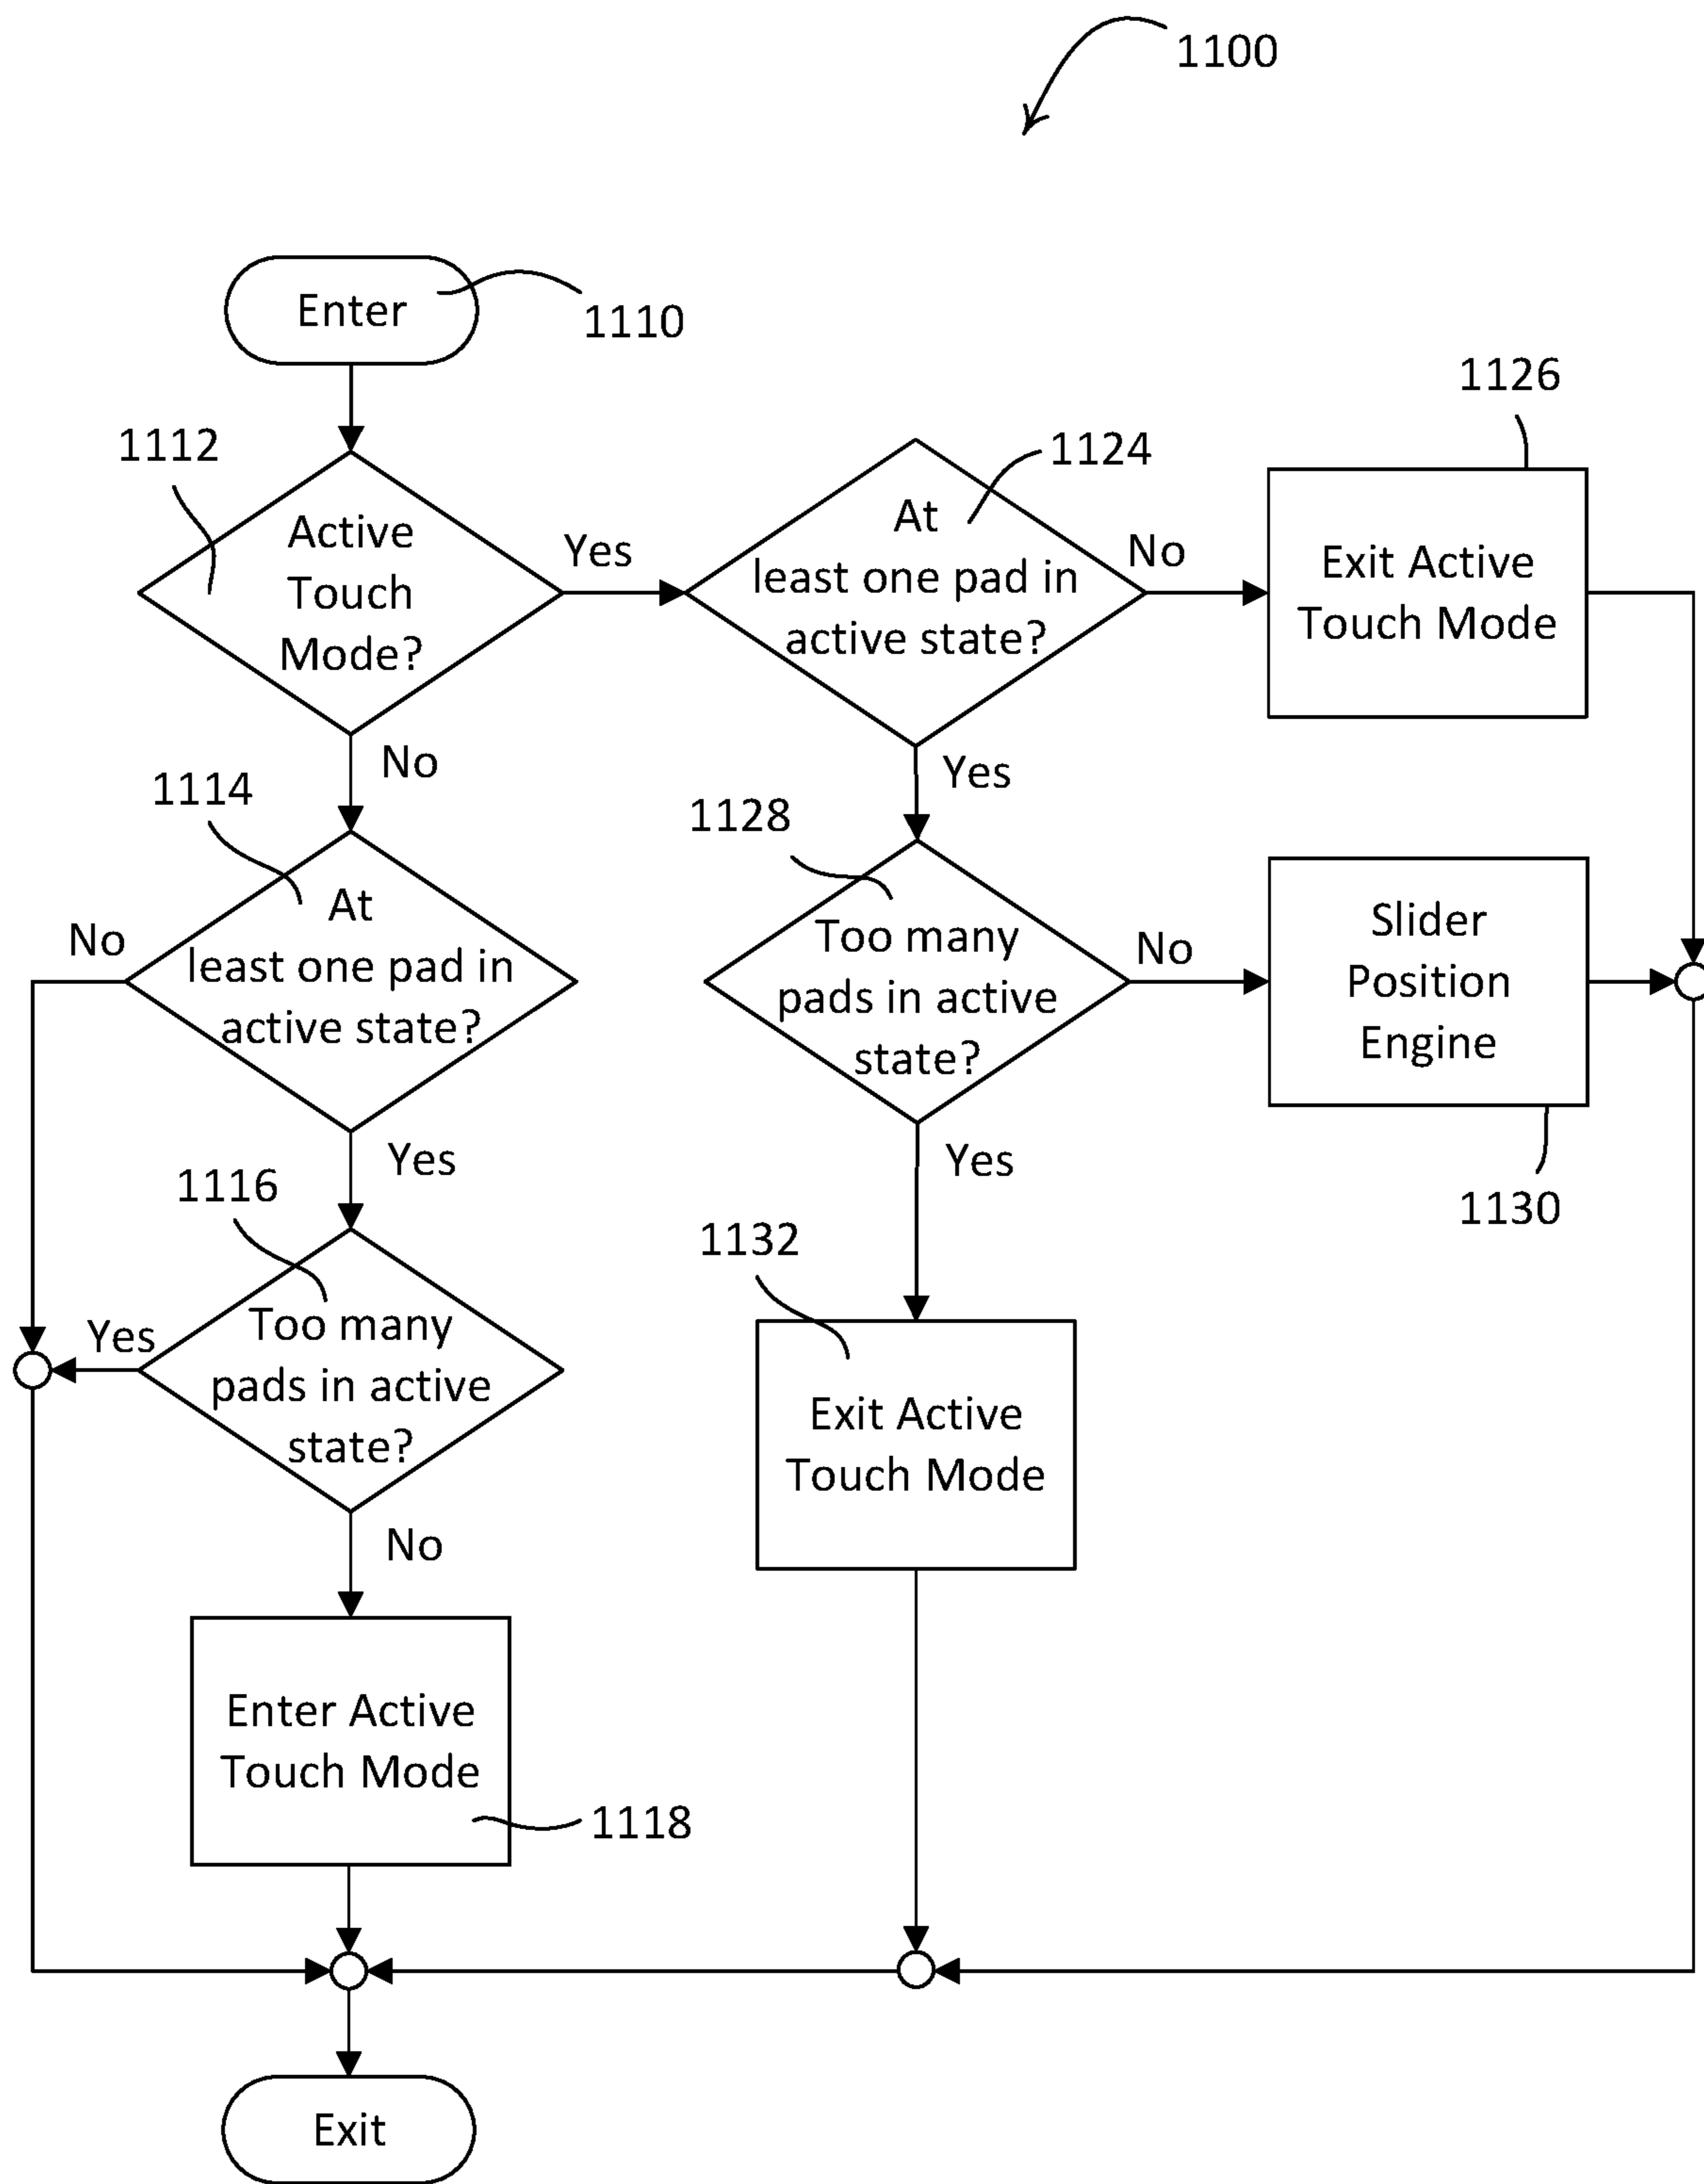 1100
Enter
1110
1112
Active
Touch
Mode?
Yes
No
1124
At
least one pad in
active state?
No
Yes
1126
Exit Active
Touch Mode
1114
At
least one pad in
active state?
No
Yes
1128
Too many
pads in active
state?
No
Yes
Slider
Position
Engine
1130
1116
Too many
pads in active
state?
Yes
No
1132
Exit Active
Touch Mode
Enter Active
Touch Mode
1118
Exit